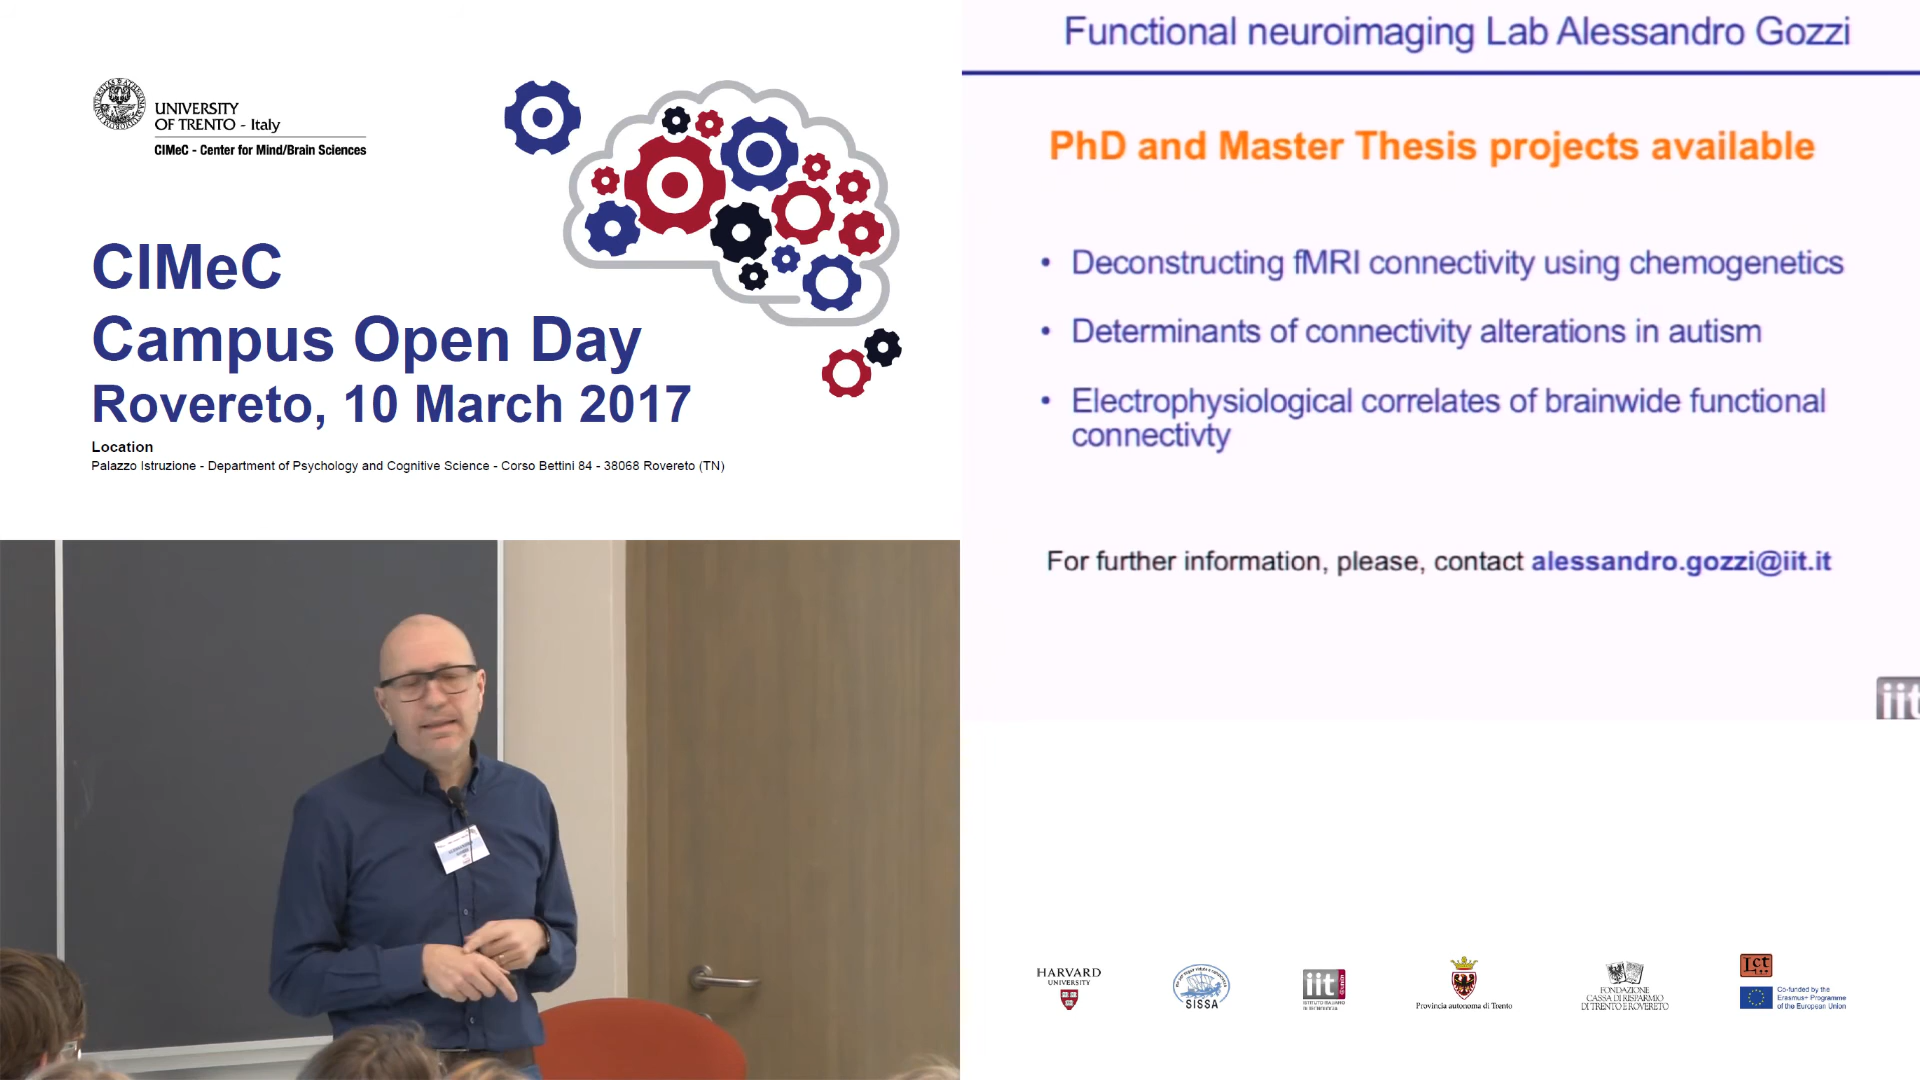 UNIVERSITY
OF TRENTO - Italy
CIMeC - Center for Mind/Brain Sciences
CIMeC
Campus Open Day
Rovereto, 10 March 2017
Location
Palazzo Istruzione - Department of Psychology and Cognitive Science - Corso Bettini 84 - 38068 Rovereto (TN)
Functional neuroimaging Lab Alessandro Gozzi
PhD and Master Thesis projects available
• Deconstructing fMRI connectivity using chemogenetics
• Determinants of connectivity alterations in autism
• Electrophysiological correlates of brainwide functional
connectivty
For further information, please, contact alessandro.gozzi@iit.it
iit
HARVARD
UNIVERSITY
SISSA
iit
ISTITUTO ITALIANO
DI TECNOLOGIA
Provincia autonoma di Trento
FONDAZIONE
CASSA DI RISPARMIO
DI TRENTO E ROVERETO
Lct
Co-funded by the
Erasmus+ Programme
of the European Union